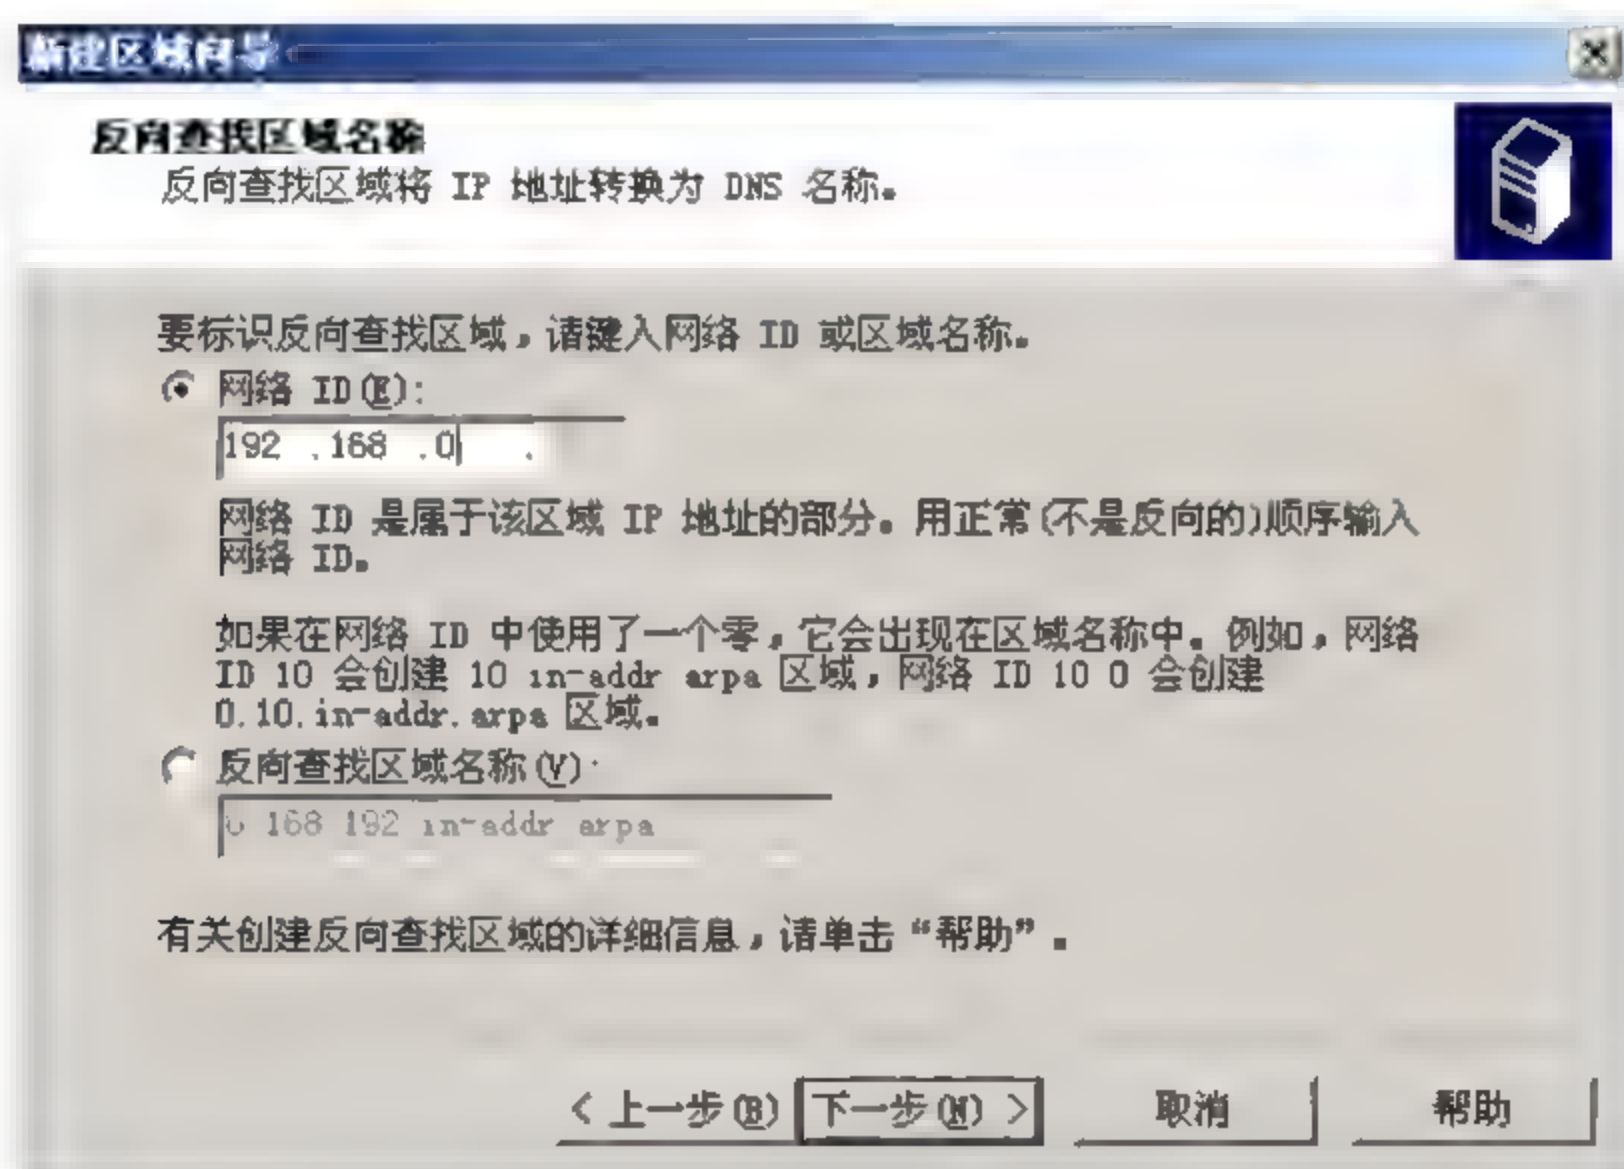 新建区域向导
反向查找区域名称
反向查找区域将 IP 地址转换为 DNS 名称。
要标识反向查找区域，请键入网络 ID 或区域名称。
网络 ID(E):
192 .168 .0 .
网络 ID 是属于该区域 IP 地址的部分。用正常(不是反向的)顺序输入
网络 ID。
如果在网络 ID 中使用了一个零，它会出现在区域名称中。例如，网络
ID 10 会创建 10 in-addr arpa 区域，网络 ID 10 0 会创建
0.10.in-addr.arpa 区域。
反向查找区域名称(V):
0 168 192 in-addr arpa
有关创建反向查找区域的详细信息，请单击“帮助”。
< 上一步(B) 下一步(N) > 取消 帮助